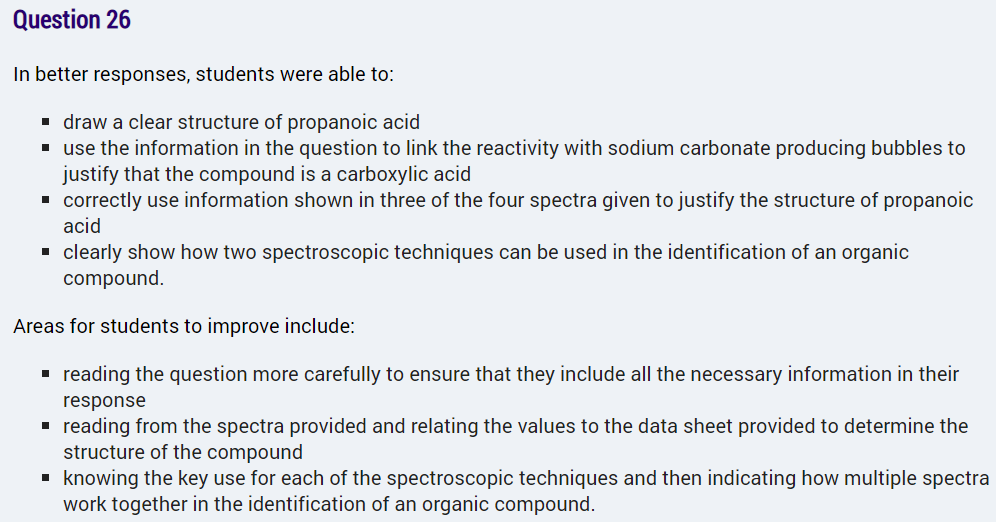 Question 26
In better responses, students were able to:
▪ draw a clear structure of propanoic acid
▪ use the information in the question to link the reactivity with sodium carbonate producing bubbles to
justify that the compound is a carboxylic acid
▪ correctly use information shown in three of the four spectra given to justify the structure of propanoic
acid
▪ clearly show how two spectroscopic techniques can be used in the identification of an organic
compound.
Areas for students to improve include:
▪ reading the question more carefully to ensure that they include all the necessary information in their
response
▪ reading from the spectra provided and relating the values to the data sheet provided to determine the
structure of the compound
▪ knowing the key use for each of the spectroscopic techniques and then indicating how multiple spectra
work together in the identification of an organic compound.